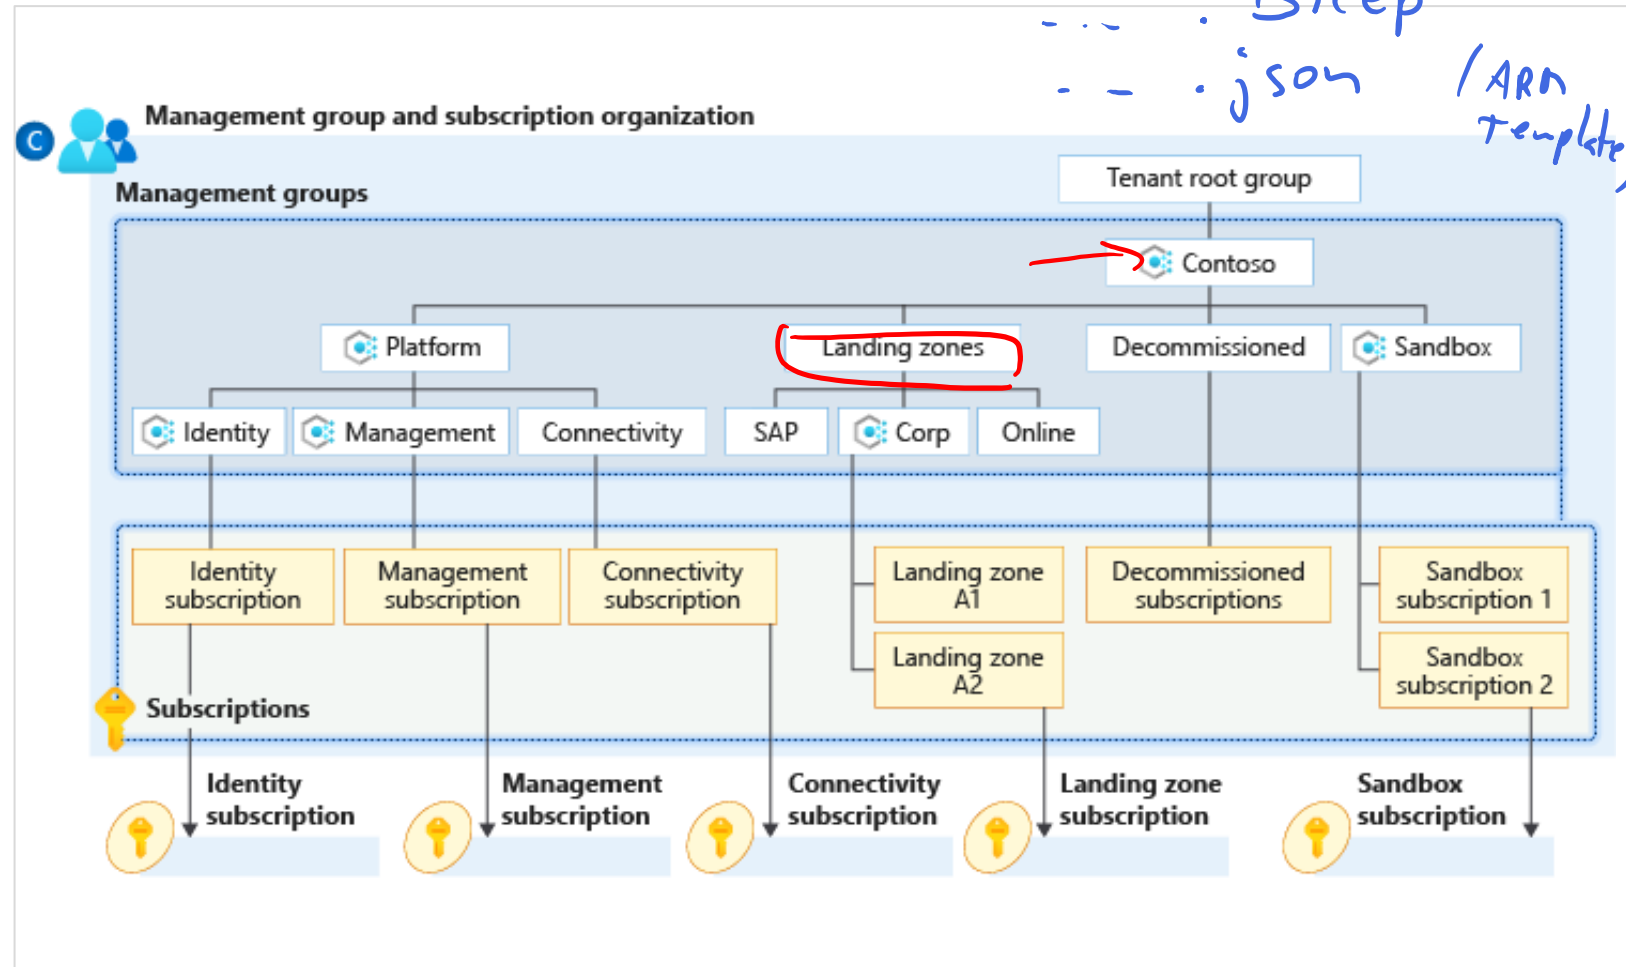 . Bicep
. json / ARM
Template
C
Management group and subscription organization
Management groups
Tenant root group
Contoso
Platform
Landing zones
Decommissioned
Sandbox
Identity
Management
Connectivity
SAP
Corp
Online
Identity
subscription
Management
subscription
Connectivity
subscription
Landing zone
A1
Decommissioned
subscriptions
Sandbox
subscription 1
Landing zone
A2
Sandbox
subscription 2
Subscriptions
Identity
subscription
Management
subscription
Connectivity
subscription
Landing zone
subscription
Sandbox
subscription